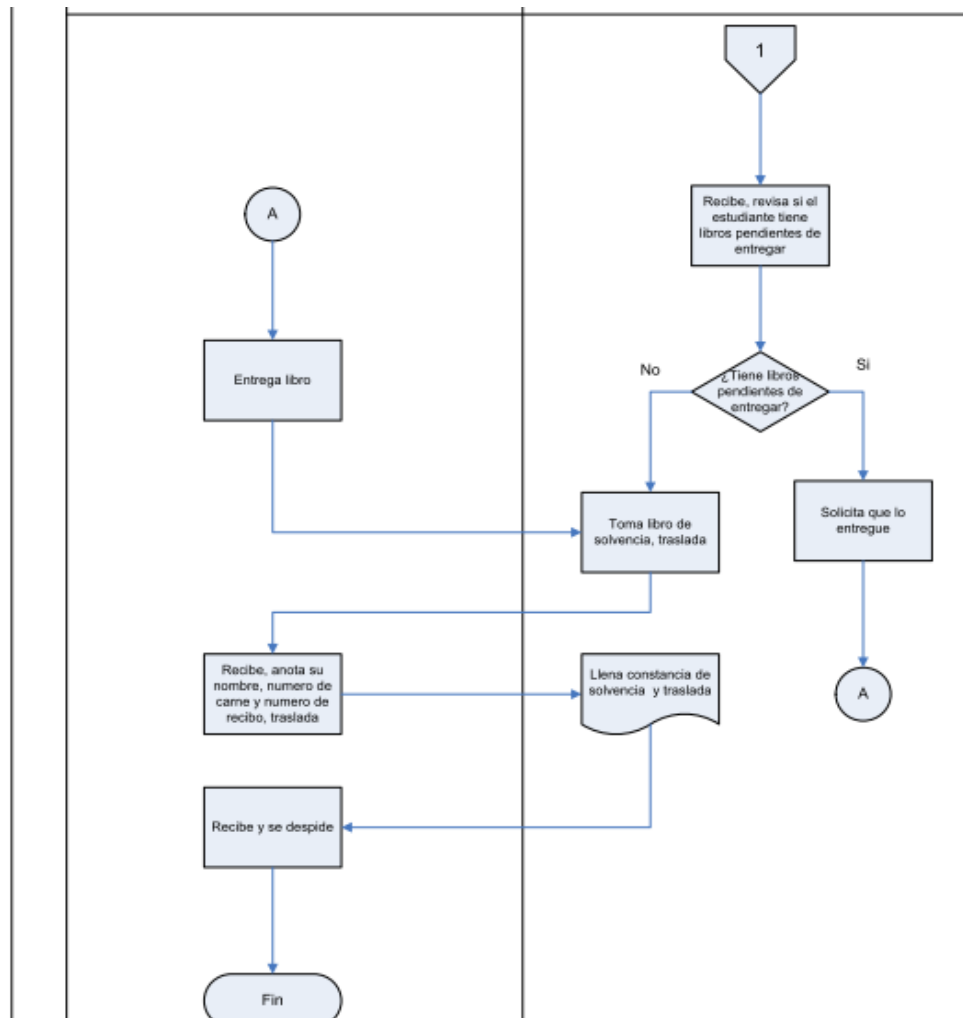 1
Recibe, revisa si el
estudiante tiene
libros pendientes de
entregar
A
Entrega libro
No
Si
¿Tiene libros
pendientes de
entregar?
Toma libro de
solvencia, traslada
Solicita que lo
entregue
Recibe, anota su
nombre, numero de
carne y numero de
recibo, traslada
Llena constancia de
solvencia y traslada
A
Recibe y se despide
Fin